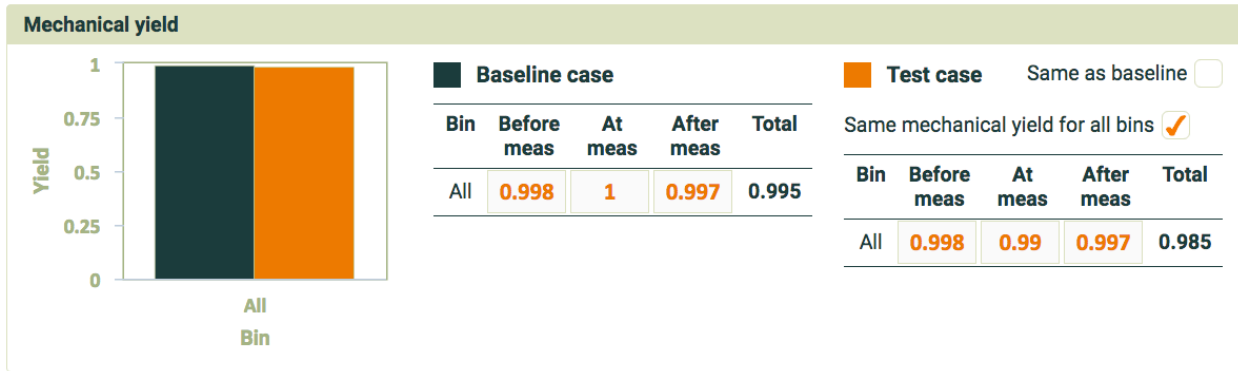 Mechanical yield
1
0.75
0.5
0.25
0
Yield
All
Bin
Baseline case
Bin Before meas At meas After meas Total
All 0.998 1 0.997 0.995
Test case Same as baseline
Same mechanical yield for all bins ✓
Bin Before meas At meas After meas Total
All 0.998 0.99 0.997 0.985